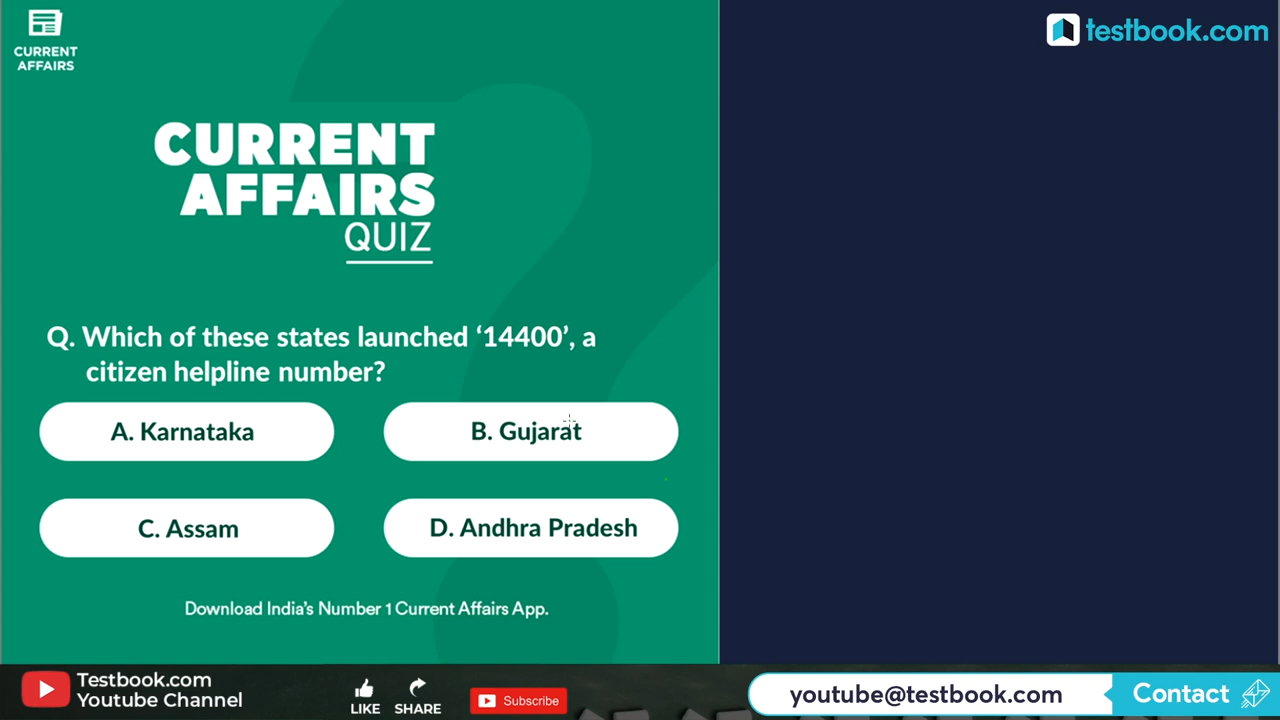 CURRENT
AFFAIRS
testbook.com
CURRENT
AFFAIRS
QUIZ
Q. Which of these states launched ‘14400’, a
citizen helpline number?
A. Karnataka
B. Gujarat
C. Assam
D. Andhra Pradesh
Download India's Number 1 Current Affairs App.
Testbook.com
Youtube Channel
LIKE
SHARE
Subscribe
youtube@testbook.com
Contact